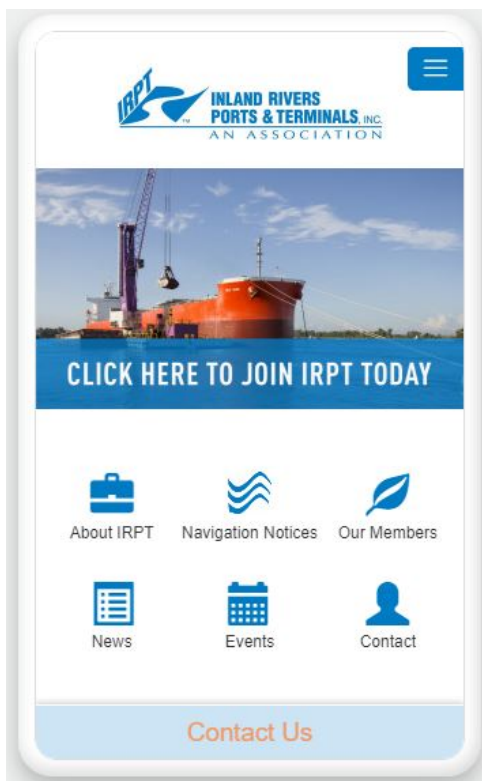 IRPT
INLAND RIVERS
PORTS & TERMINALS, INC.
AN ASSOCIATION
CLICK HERE TO JOIN IRPT TODAY
About IRPT
Navigation Notices
Our Members
News
Events
Contact
Contact Us